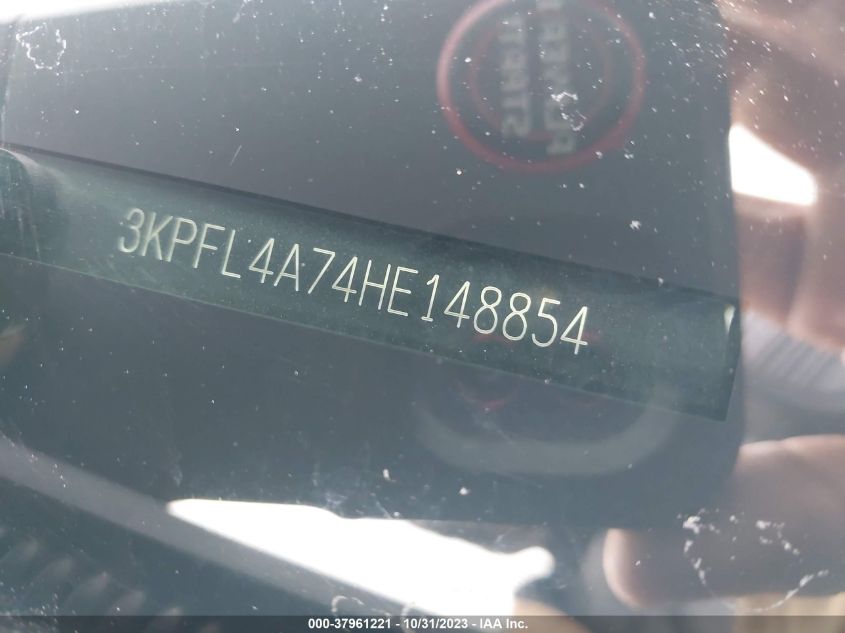 3KPFL4A74HE148854
000-37961221 - 10/31/2023 - IAA Inc.